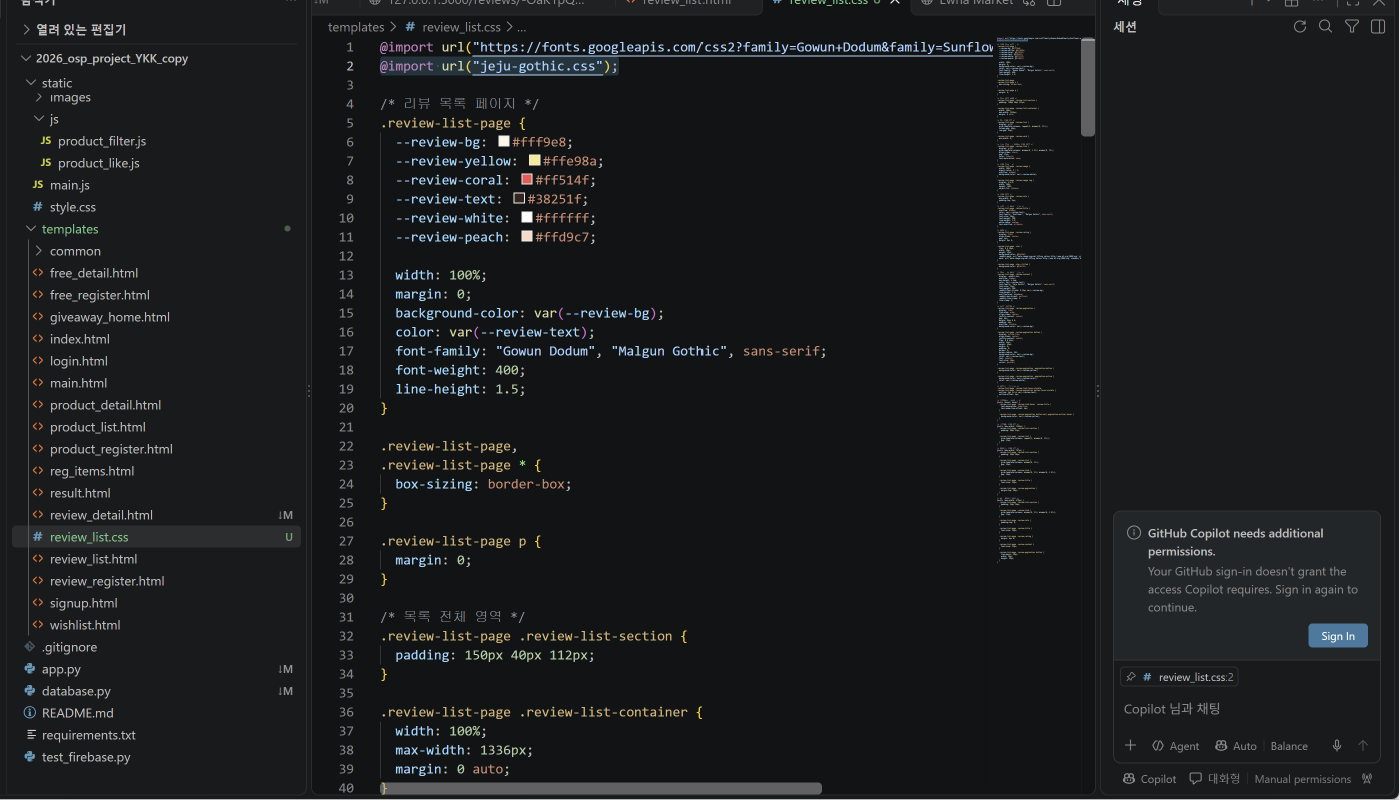 127.0.0.1:5000/reviews/-OaKTpQ...
review_list.html
review_list.css
U
Ewha Market
열려 있는 편집기
2026_osp_project_YKK_copy
static
images
js
JS product_filter.js
JS product_like.js
JS main.js
# style.css
templates
common
<> free_detail.html
<> free_register.html
<> giveaway_home.html
<> index.html
<> login.html
<> main.html
<> product_detail.html
<> product_list.html
<> product_register.html
<> reg_items.html
<> result.html
<> review_detail.html ↓M
# review_list.css U
<> review_list.html
<> review_register.html
<> signup.html
<> wishlist.html
.gitignore
app.py ↓M
database.py ↓M
README.md
requirements.txt
test_firebase.py
templates > # review_list.css > ...
1 @import url("https://fonts.googleapis.com/css2?family=Gowun+Dodum&family=Sunflow
2 @import url("jeju-gothic.css");
3
4 /* 리뷰 목록 페이지 */
5 .review-list-page {
6 --review-bg: #fff9e8;
7 --review-yellow: #ffe98a;
8 --review-coral: #ff514f;
9 --review-text: #38251f;
10 --review-white: #ffffff;
11 --review-peach: #ffd9c7;
12
13 width: 100%;
14 margin: 0;
15 background-color: var(--review-bg);
16 color: var(--review-text);
17 font-family: "Gowun Dodum", "Malgun Gothic", sans-serif;
18 font-weight: 400;
19 line-height: 1.5;
20 }
21
22 .review-list-page,
23 .review-list-page * {
24 box-sizing: border-box;
25 }
26
27 .review-list-page p {
28 margin: 0;
29 }
30
31 /* 목록 전체 영역 */
32 .review-list-page .review-list-section {
33 padding: 150px 40px 112px;
34 }
35
36 .review-list-page .review-list-container {
37 width: 100%;
38 max-width: 1336px;
39 margin: 0 auto;
40 }
세션
GitHub Copilot needs additional
permissions.
Your GitHub sign-in doesn't grant the
access Copilot requires. Sign in again to
continue.
Sign In
# review_list.css:2
Copilot 님과 채팅
Agent Auto Balance
Copilot 대화형 Manual permissions